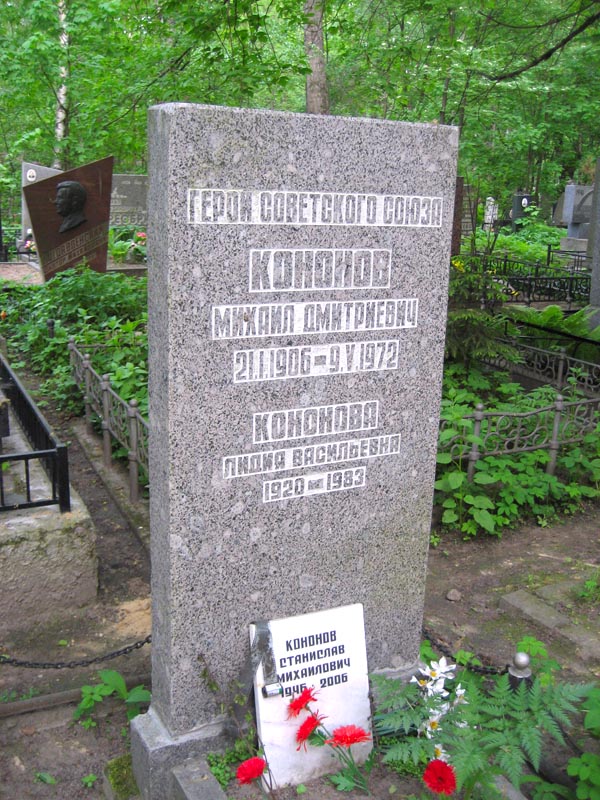 ГЕРОЙ СОВЕТСКОГО СОЮЗА
КОНОНОВ
МИХАИЛ ДМИТРИЕВИЧ
21.I.1906–9.V.1972
КОНОНОВА
ЛИДИЯ ВАСИЛЬЕВНА
1920–1983
КОНОНОВ
СТАНИСЛАВ
МИХАИЛОВИЧ
1946-2006